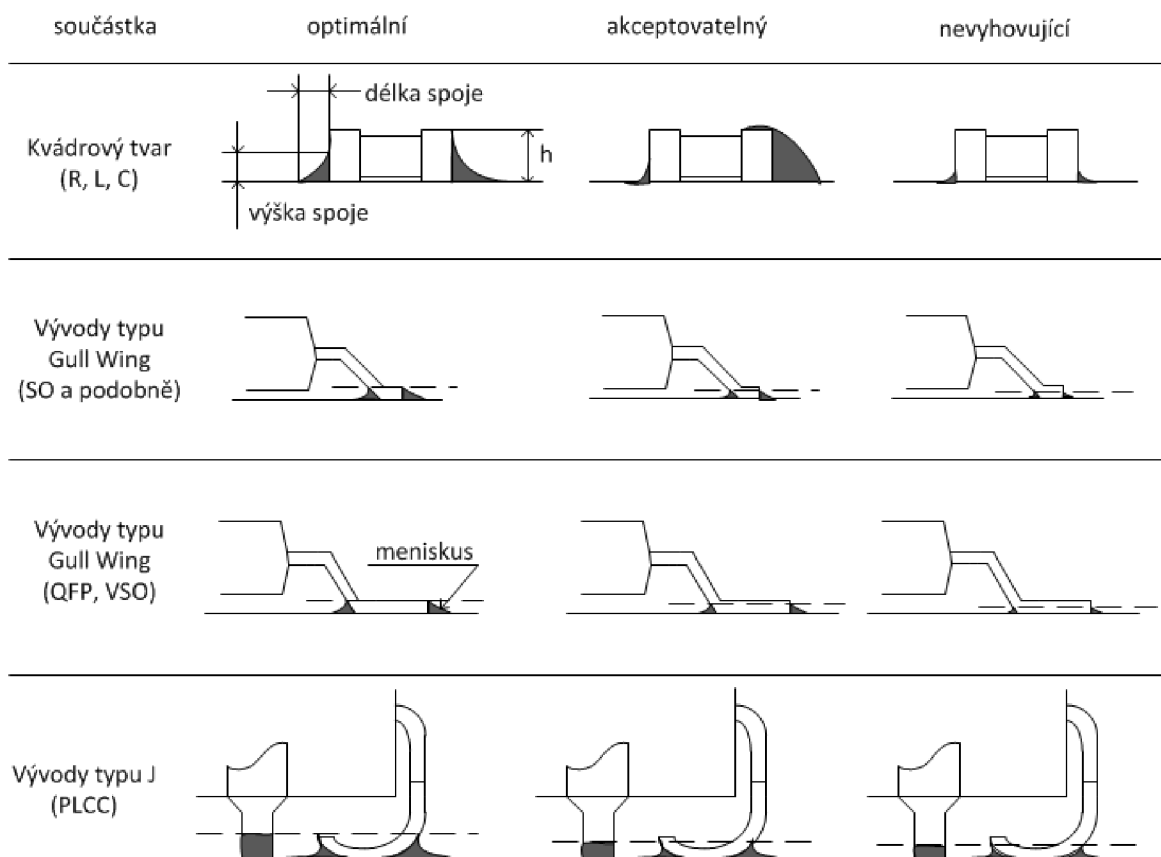 součástka
optimální
akceptovatelný
nevyhovující
délka spoje
Kvádrový tvar
(R, L, C)
h
výška spoje
Vývody typu
Gull Wing
(SO a podobně)
Vývody typu
Gull Wing
(QFP, VSO)
meniskus
Vývody typu J
(PLCC)